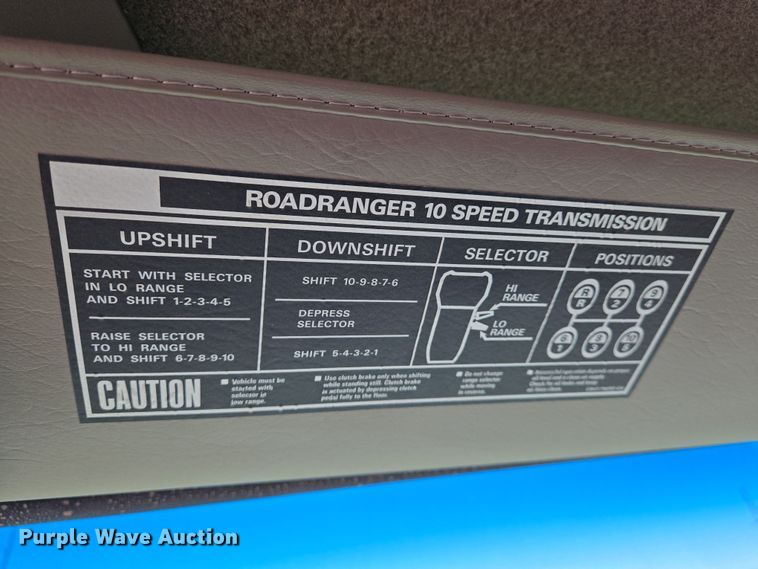 ROADRANGER 10 SPEED TRANSMISSION
UPSHIFT
START WITH SELECTOR
IN LO RANGE
AND SHIFT 1-2-3-4-5
RAISE SELECTOR
TO HI RANGE
AND SHIFT 6-7-8-9-10
DOWNSHIFT
SHIFT 10-9-8-7-6
DEPRESS
SELECTOR
SHIFT 5-4-3-2-1
SELECTOR
HI
RANGE
LO
RANGE
POSITIONS
R 7 9
R 2 4
6 10
1 3 5
CAUTION
Vehicle must be
started with
selector in
low range.
Use clutch brake only when shifting
while standing still. Clutch brake
is actuated by depressing clutch
pedal fully to the floor.
Do not change
range selector
while moving
in reverse.
Purple Wave Auction